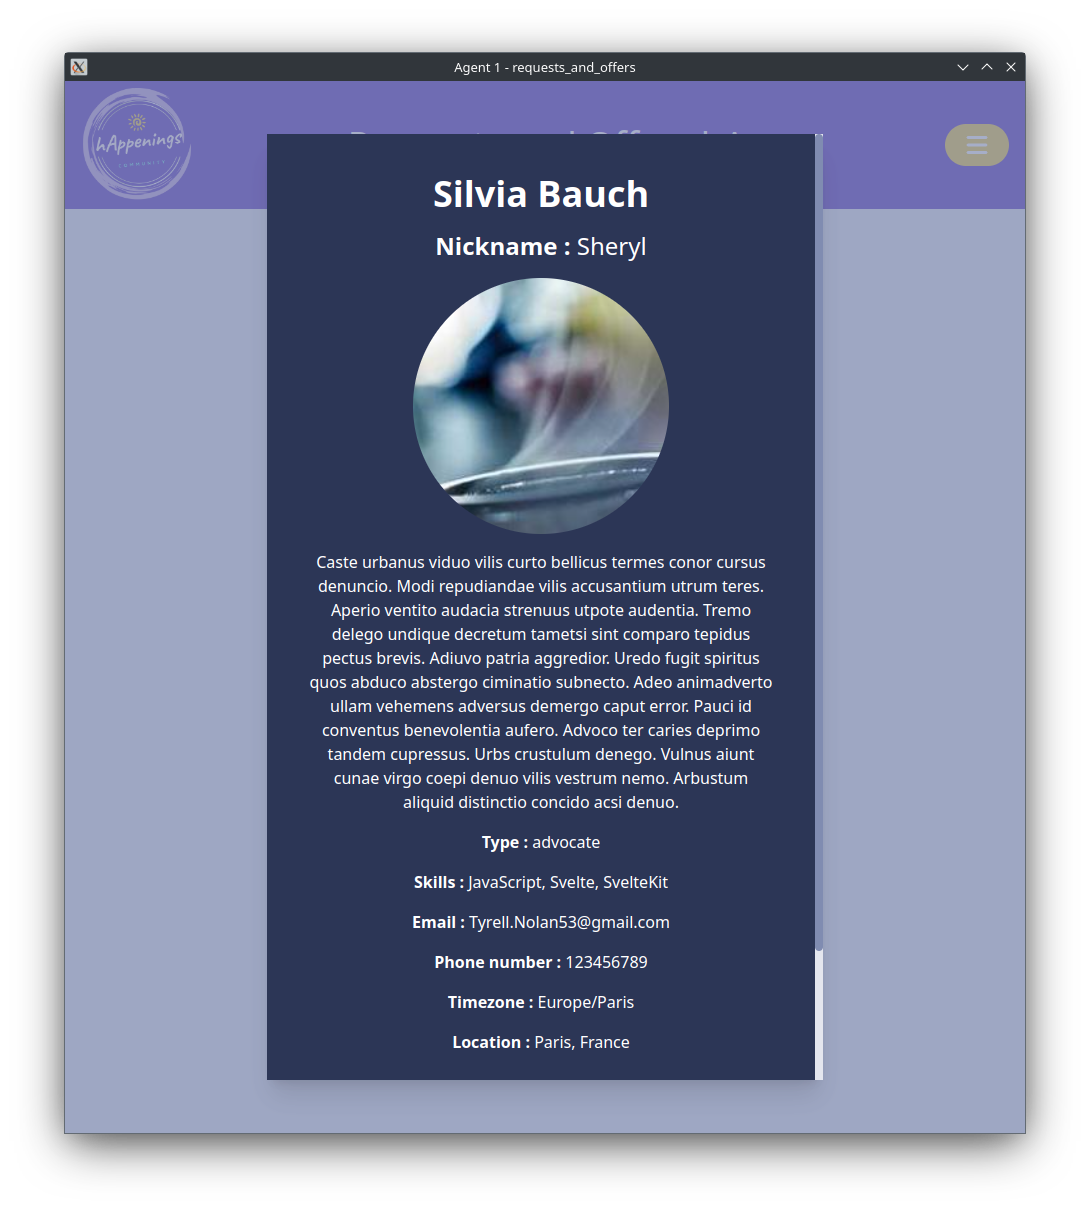 Agent 1 - requests_and_offers
hAppenings
COMMUNITY
Silvia Bauch
Nickname : Sheryl
Caste urbanus viduo vilis curto bellicus termes conor cursus
denuncio. Modi repudiandae vilis accusantium utrum teres.
Aperio ventito audacia strenuus utpote audentia. Tremo
delego undique decretum tametsi sint comparo tepidus
pectus brevis. Adiuvo patria aggredior. Uredo fugit spiritus
quos abduco abstergo ciminatio subnecto. Adeo animadverto
ullam vehemens adversus demergo caput error. Pauci id
conventus benevolentia aufero. Advoco ter caries deprimo
tandem cupressus. Urbs crustulum denego. Vulnus aiunt
cunae virgo coepi denuo vilis vestrum nemo. Arbustum
aliquid distinctio concido acsi denuo.
Type : advocate
Skills : JavaScript, Svelte, SvelteKit
Email : Tyrell.Nolan53@gmail.com
Phone number : 123456789
Timezone : Europe/Paris
Location : Paris, France